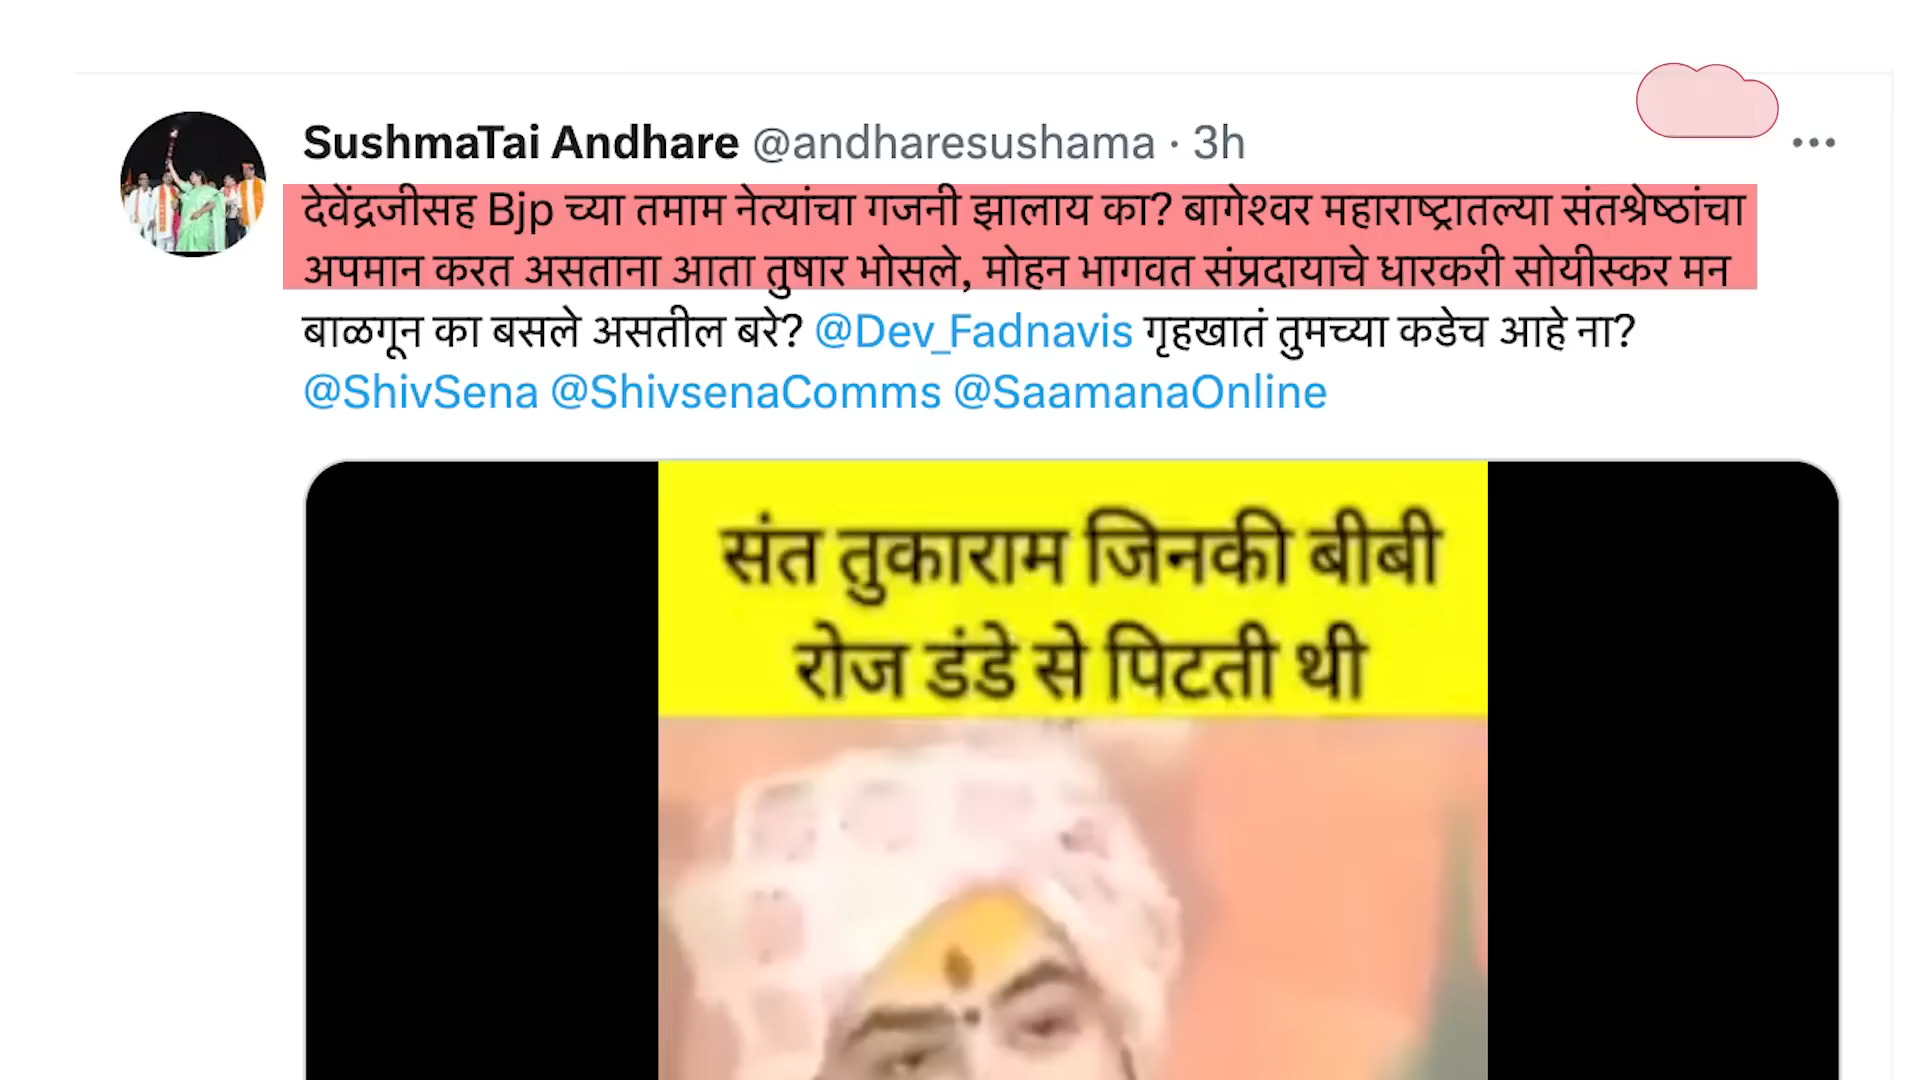 SushmaTai Andhare @andharesushama · 3h
देवेंद्रजीसह Bjp च्या तमाम नेत्यांचा गजनी झालाय का? बागेश्वर महाराष्ट्रातल्या संतश्रेष्ठांचा
अपमान करत असताना आता तुषार भोसले, मोहन भागवत संप्रदायाचे धारकरी सोयीस्कर मन
बाळगून का बसले असतील बरे? @Dev_Fadnavis गृहखातं तुमच्या कडेच आहे ना?
@ShivSena @ShivsenaComms @SaamanaOnline
संत तुकाराम जिनकी बीबी
रोज डंडे से पिटती थी